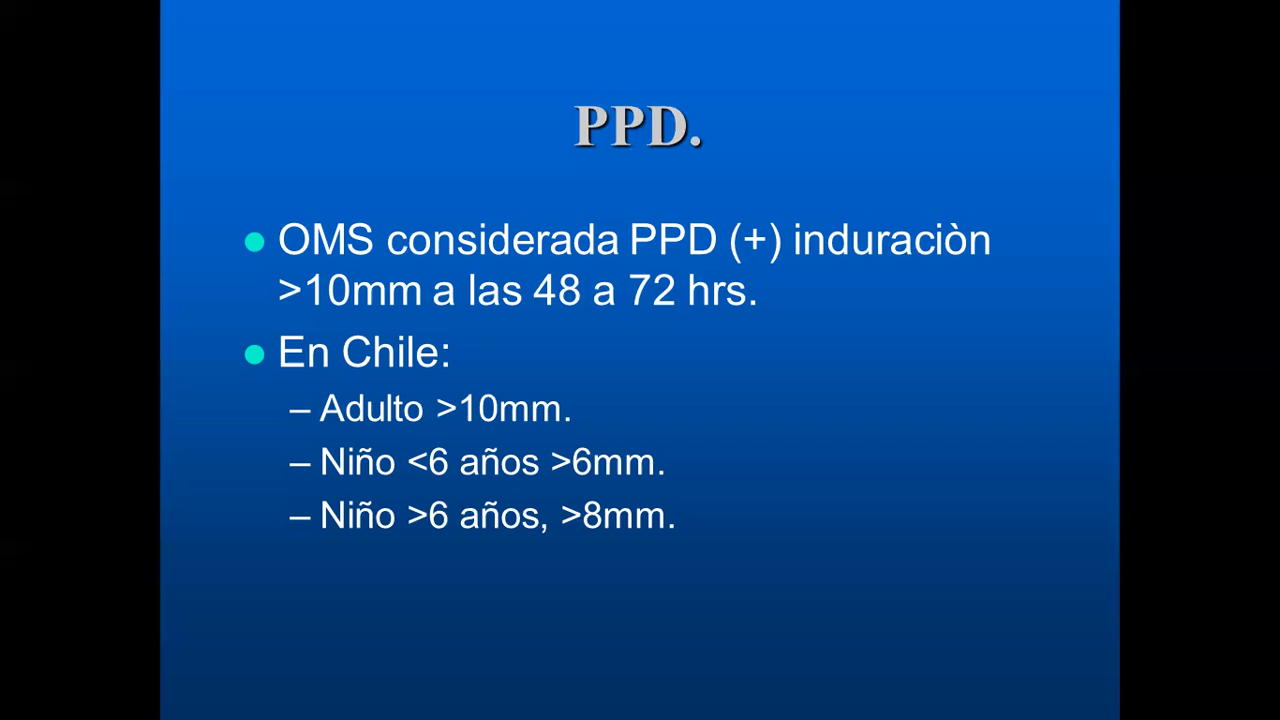 PPD.
OMS considerada PPD (+) induraciòn
>10mm a las 48 a 72 hrs.
En Chile:
– Adulto >10mm.
– Niño <6 años >6mm.
– Niño >6 años, >8mm.